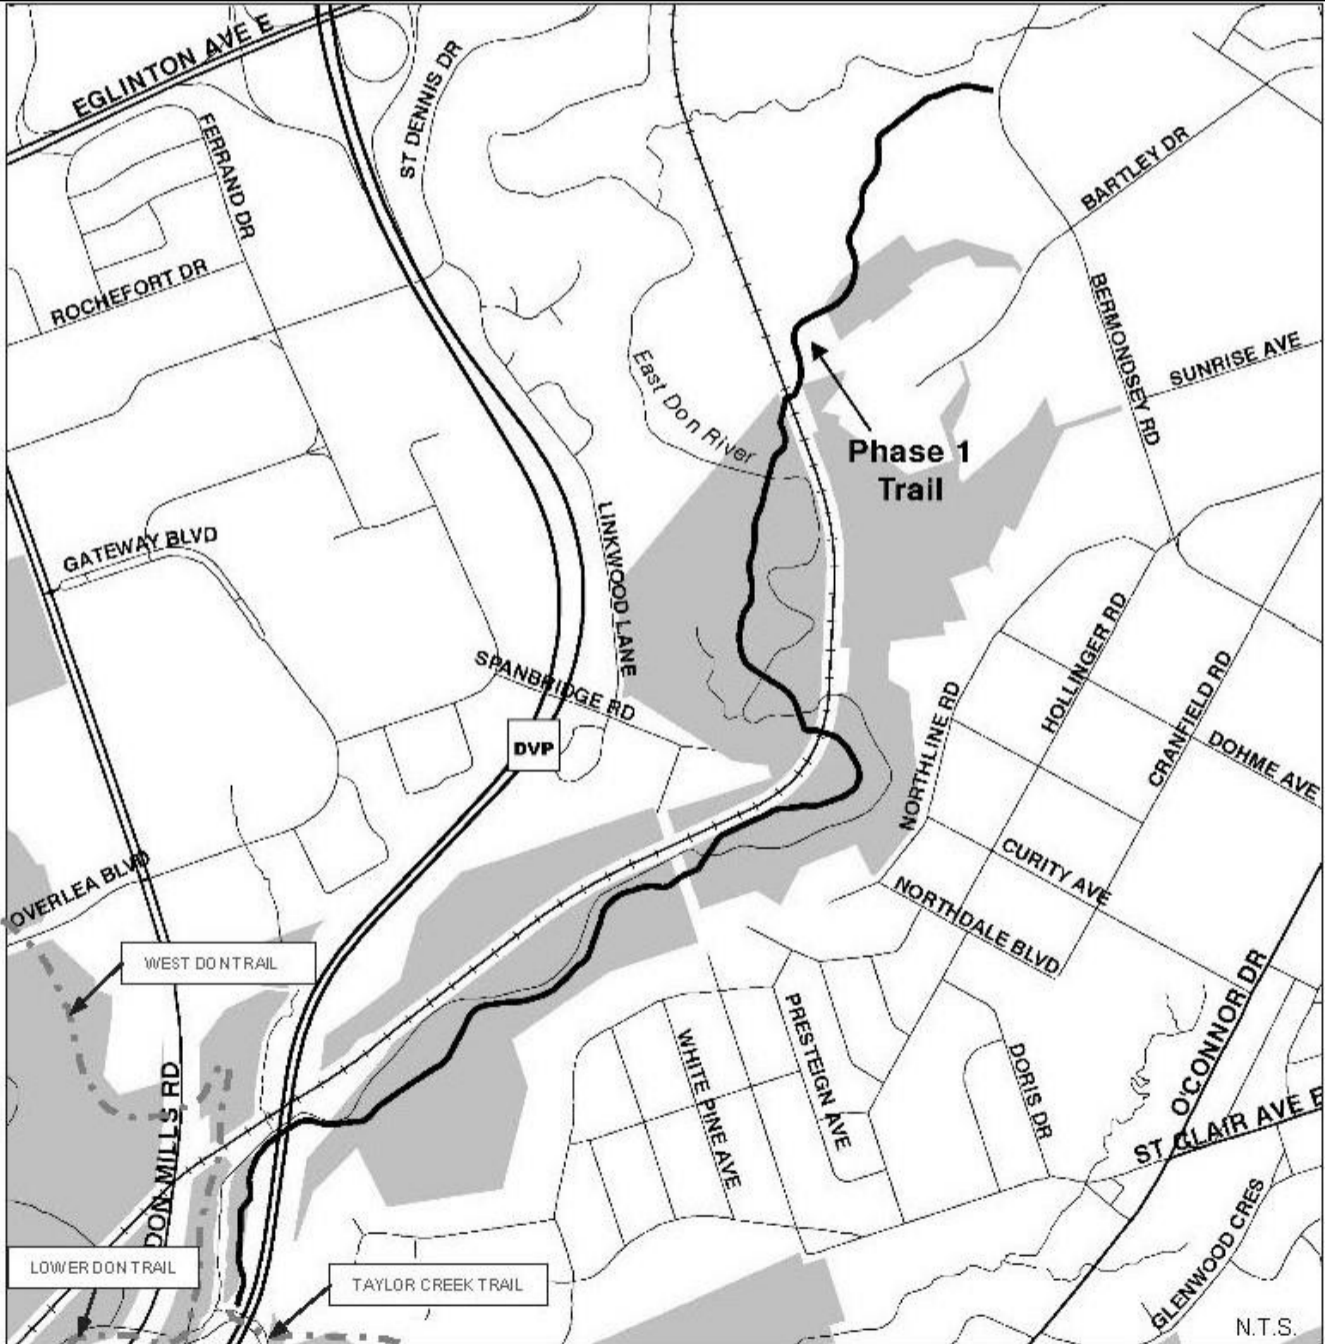 EGLINTON AVE E
ST DENNIS DR
FERRAND DR
BARTLEY DR
ROCHEFORT DR
BERMONDSEY RD
SUNRISE AVE
East Don River
Phase 1
Trail
GATEWAY BLVD
LINKWOOD LANE
SPANBRIDGE RD
HOLLINGER RD
CRANFIELD RD
NORTHLINE RD
DOHME AVE
DVP
OVERLEA BLVD
CURITY AVE
NORTHDALE BLVD
WEST DON TRAIL
O'CONNOR DR
PRESTEIGN AVE
WHITE PINE AVE
DORIS DR
DON MILLS RD
ST CLAIR AVE E
GLENWOOD CRES
LOWER DON TRAIL
TAYLOR CREEK TRAIL
N.T.S.